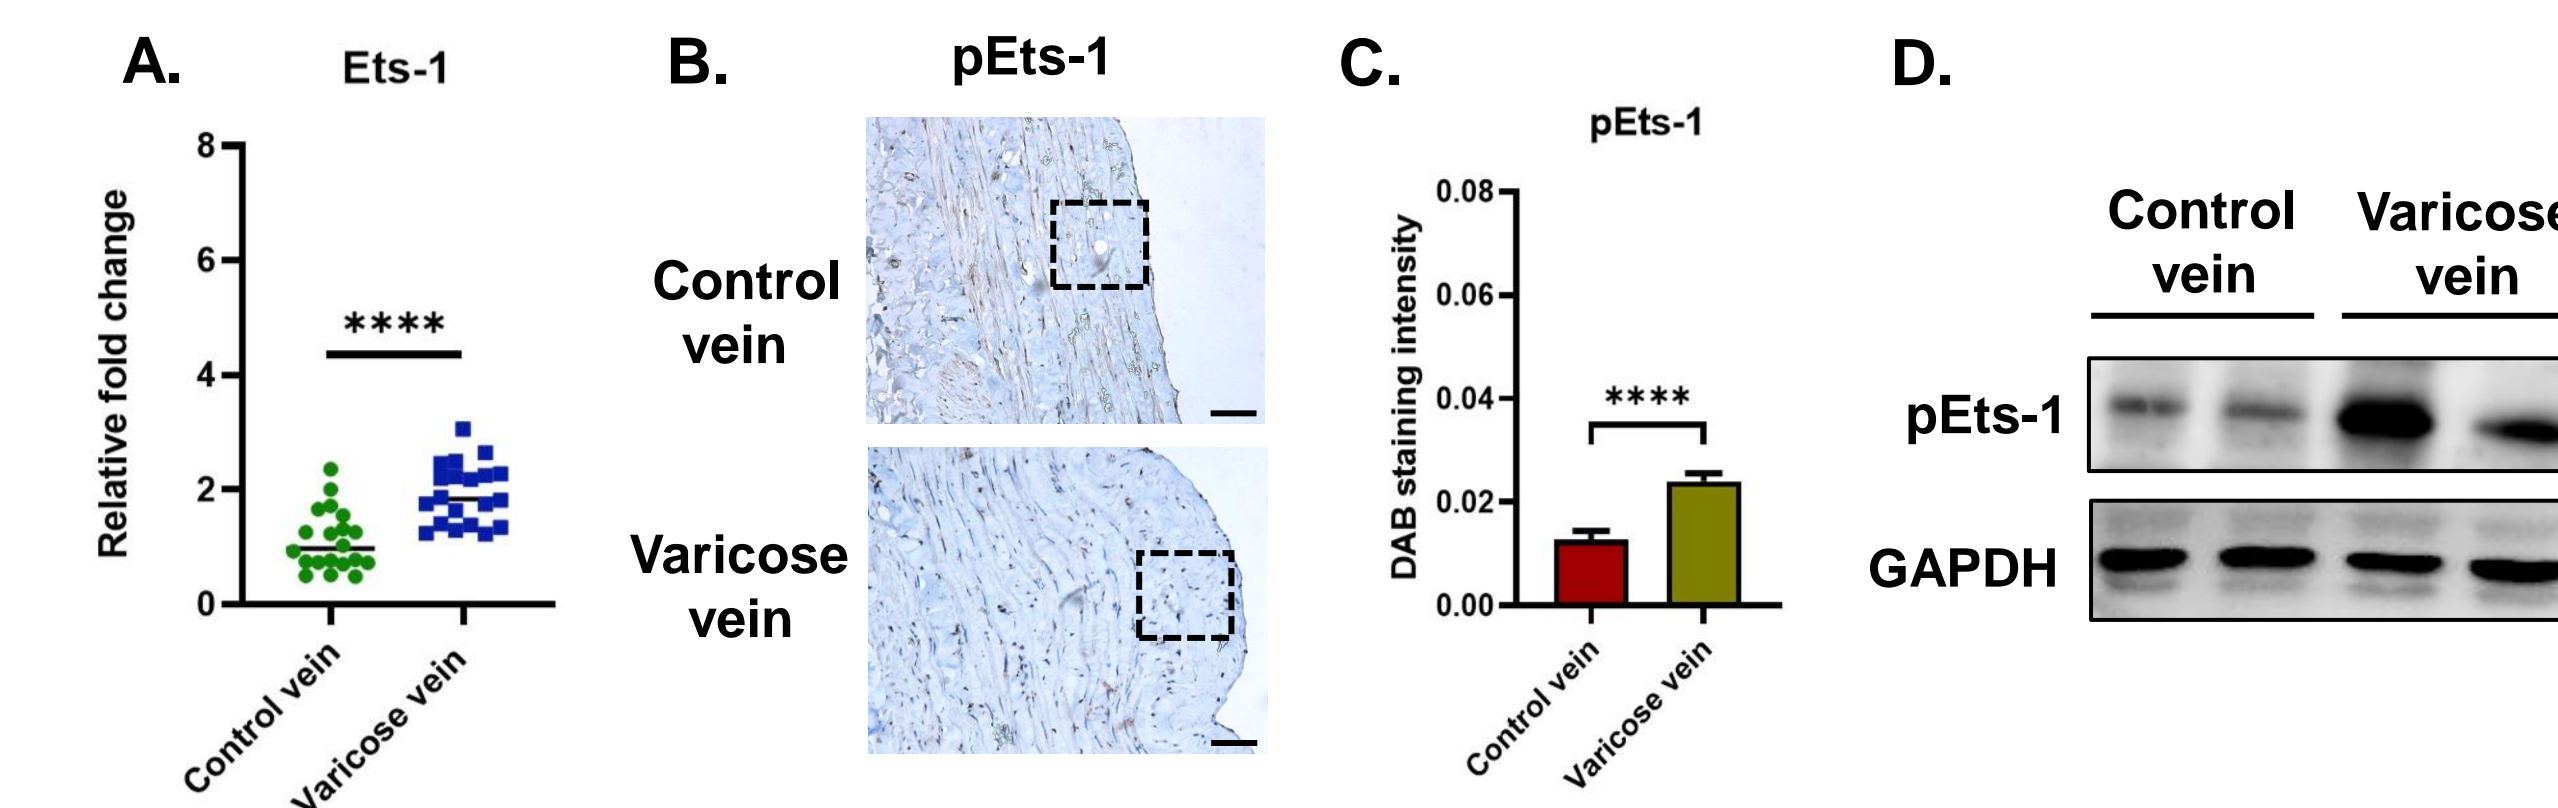 A.
Ets-1
Relative fold change
8
6
4
2
0
****
Control vein
Varicose vein
B.
pEts-1
Control
vein
Varicose
vein
C.
pEts-1
DAB staining intensity
0.08
0.06
0.04
0.02
0.00
****
Control vein
Varicose vein
D.
Control
vein
Varicose
vein
pEts-1
GAPDH